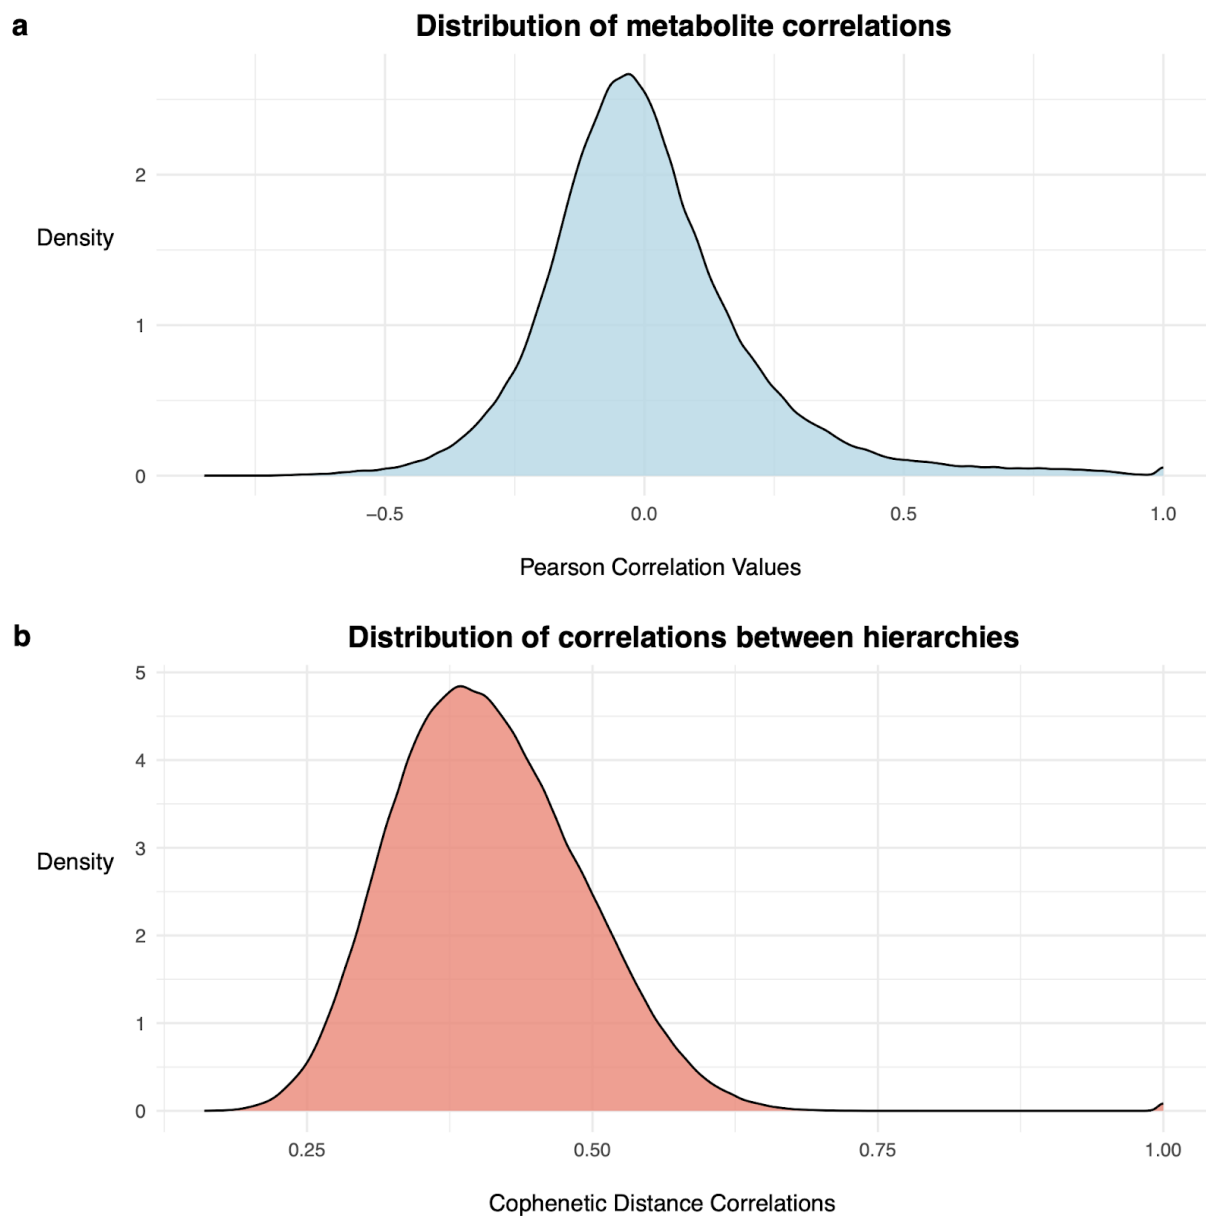 a
Distribution of metabolite correlations
2
Density
1
0
−0.5 0.0 0.5 1.0
Pearson Correlation Values
b
Distribution of correlations between hierarchies
5
4
3
Density
2
1
0
0.25 0.50 0.75 1.00
Cophenetic Distance Correlations